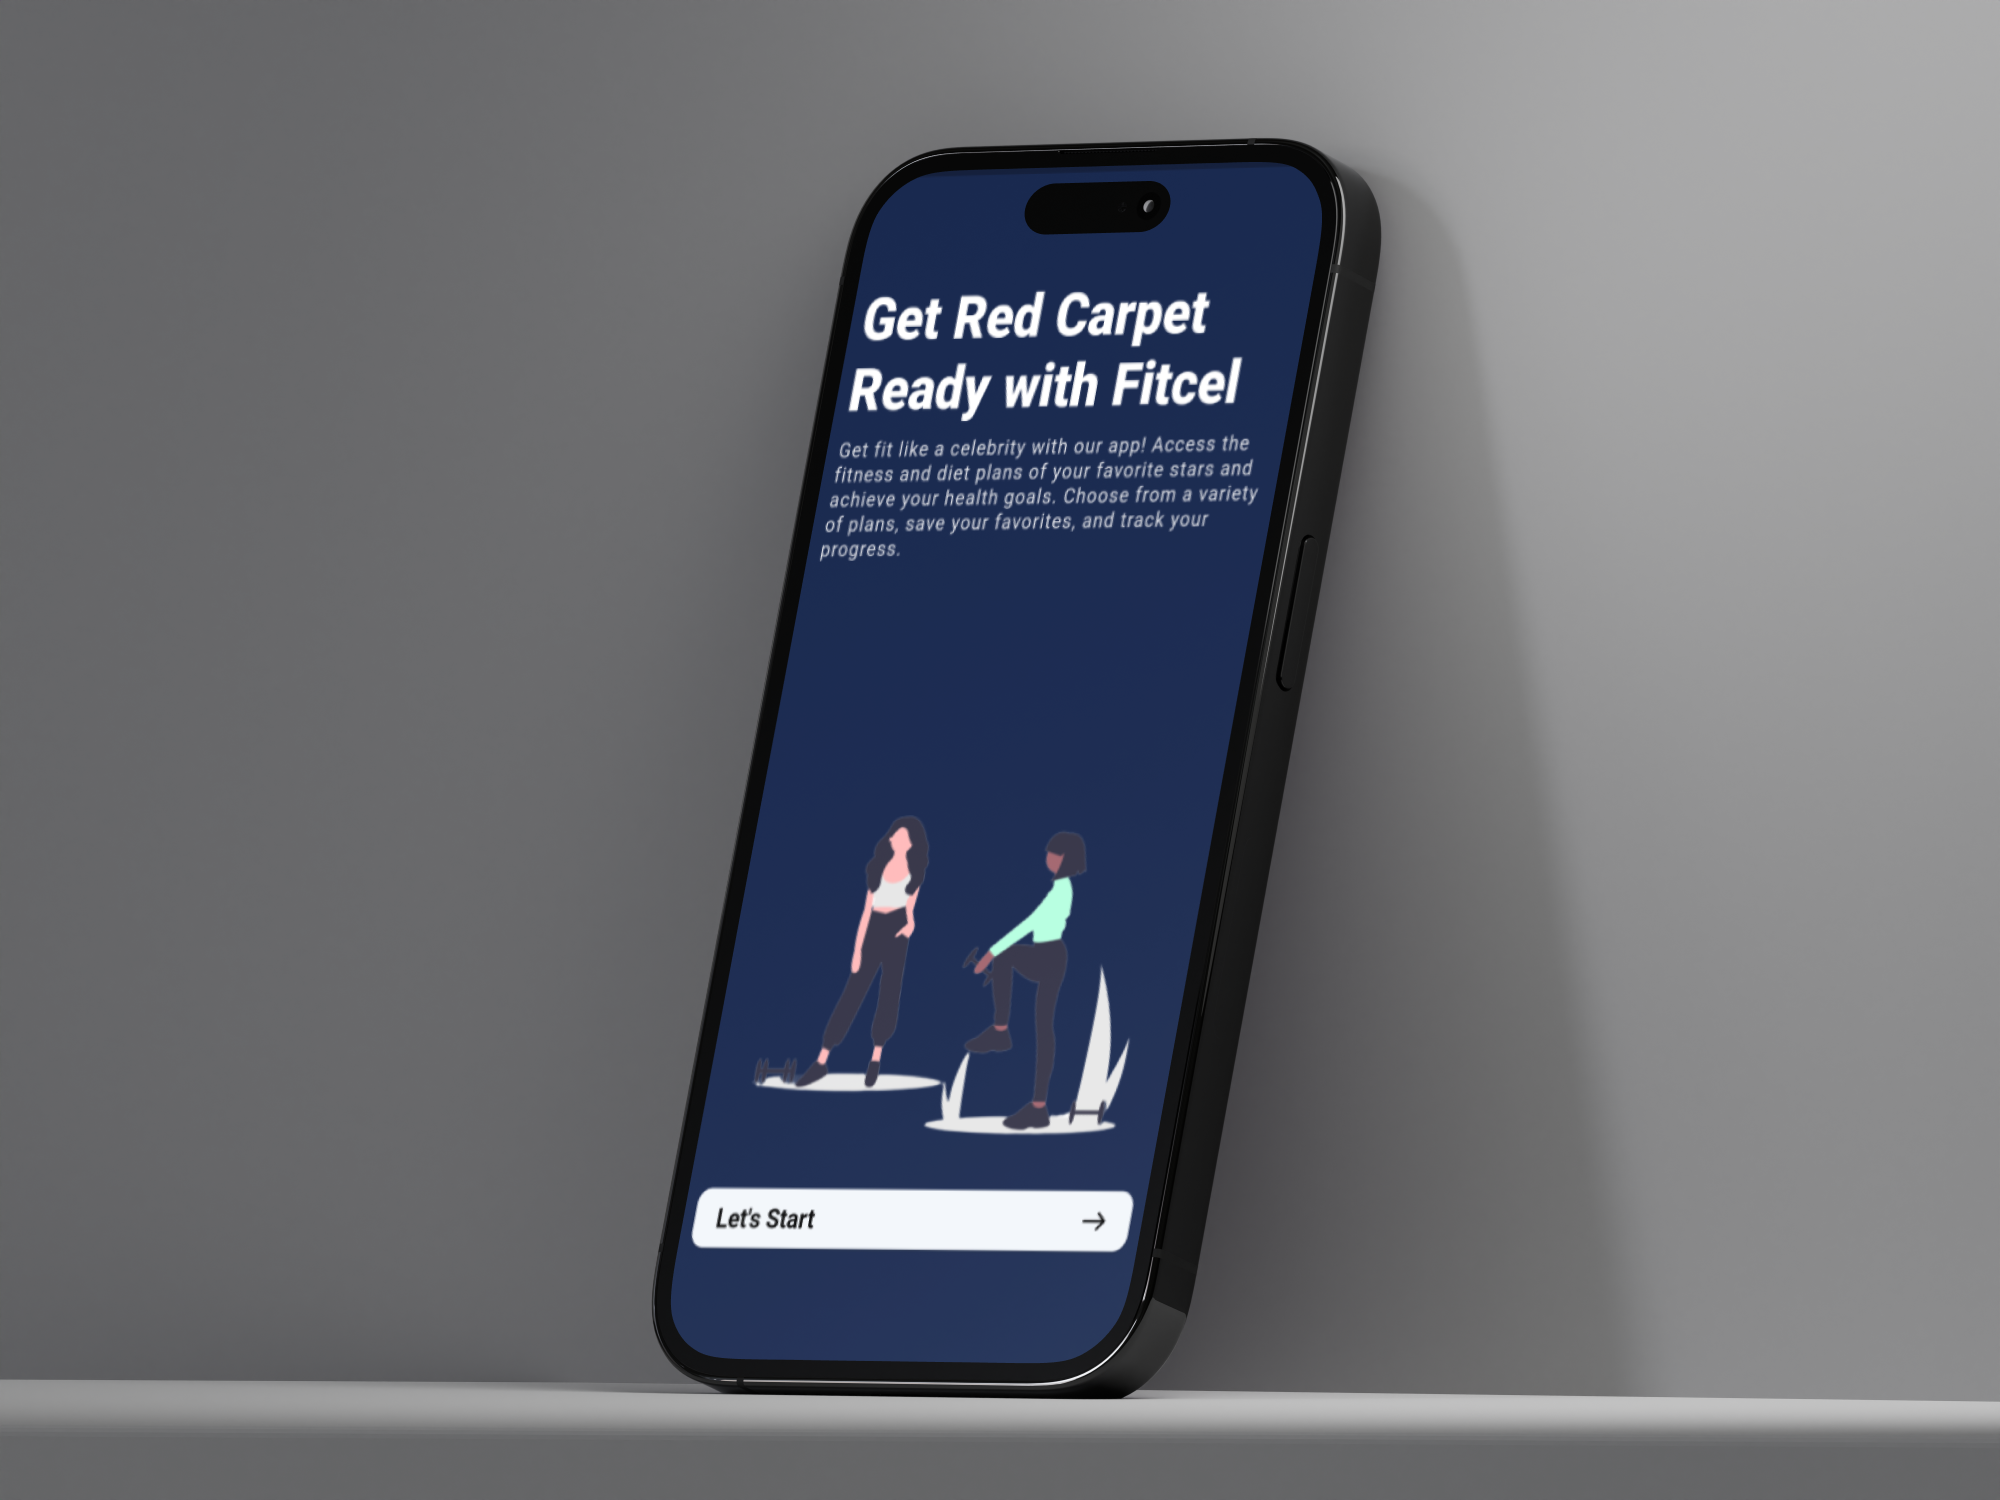 Get Red Carpet
Ready with Fitcel
Get fit like a celebrity with our app! Access the
fitness and diet plans of your favorite stars and
achieve your health goals. Choose from a variety
of plans, save your favorites, and track your
progress.
Let's Start